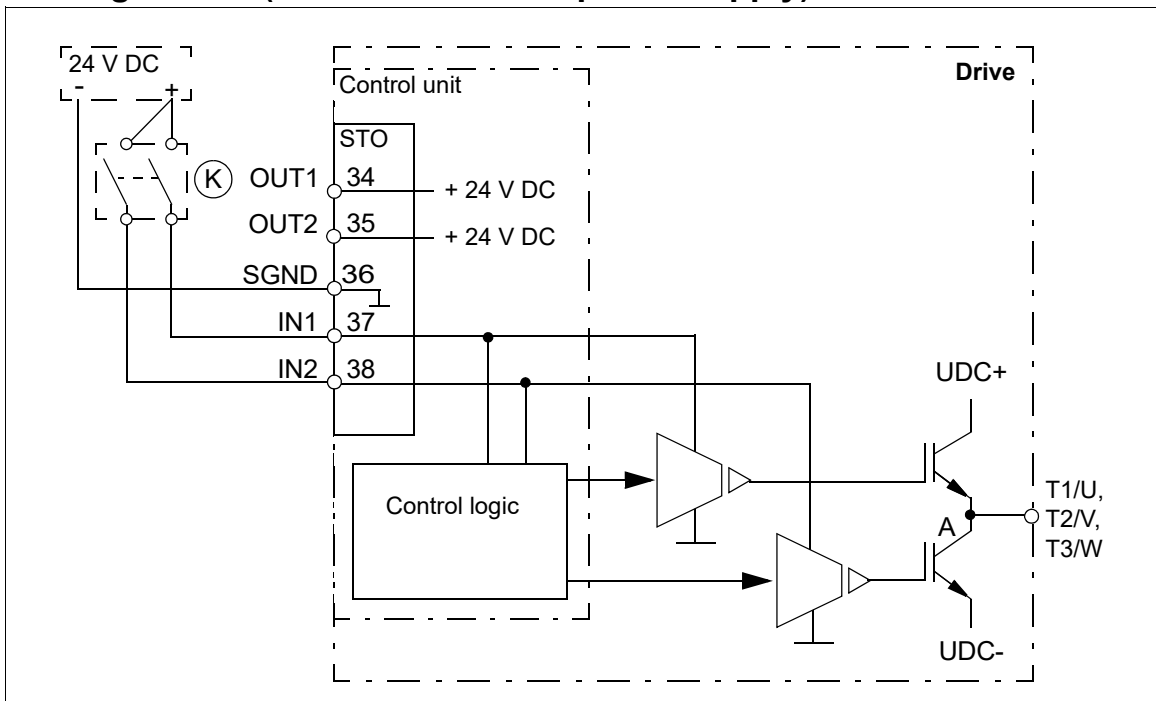 24 V DC
- +
Drive
Control unit
STO
K
OUT1 34 + 24 V DC
OUT2 35 + 24 V DC
SGND 36
IN1 37
IN2 38
UDC+
Control logic
A
T1/U,
T2/V,
T3/W
UDC-